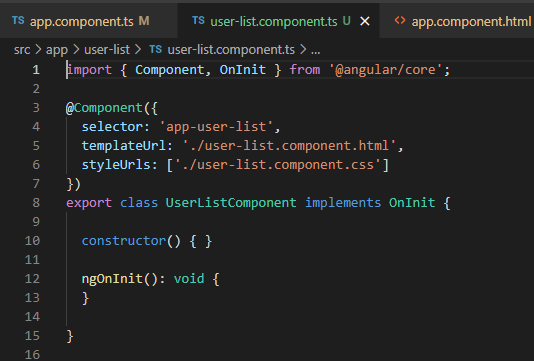 TS app.component.ts M TS user-list.component.ts U × <> app.component.html
src > app > user-list > TS user-list.component.ts > ...
1 import { Component, OnInit } from '@angular/core';
2
3 @Component({
4 selector: 'app-user-list',
5 templateUrl: './user-list.component.html',
6 styleUrls: ['./user-list.component.css']
7 })
8 export class UserListComponent implements OnInit {
9
10 constructor() { }
11
12 ngOnInit(): void {
13 }
14
15 }
16